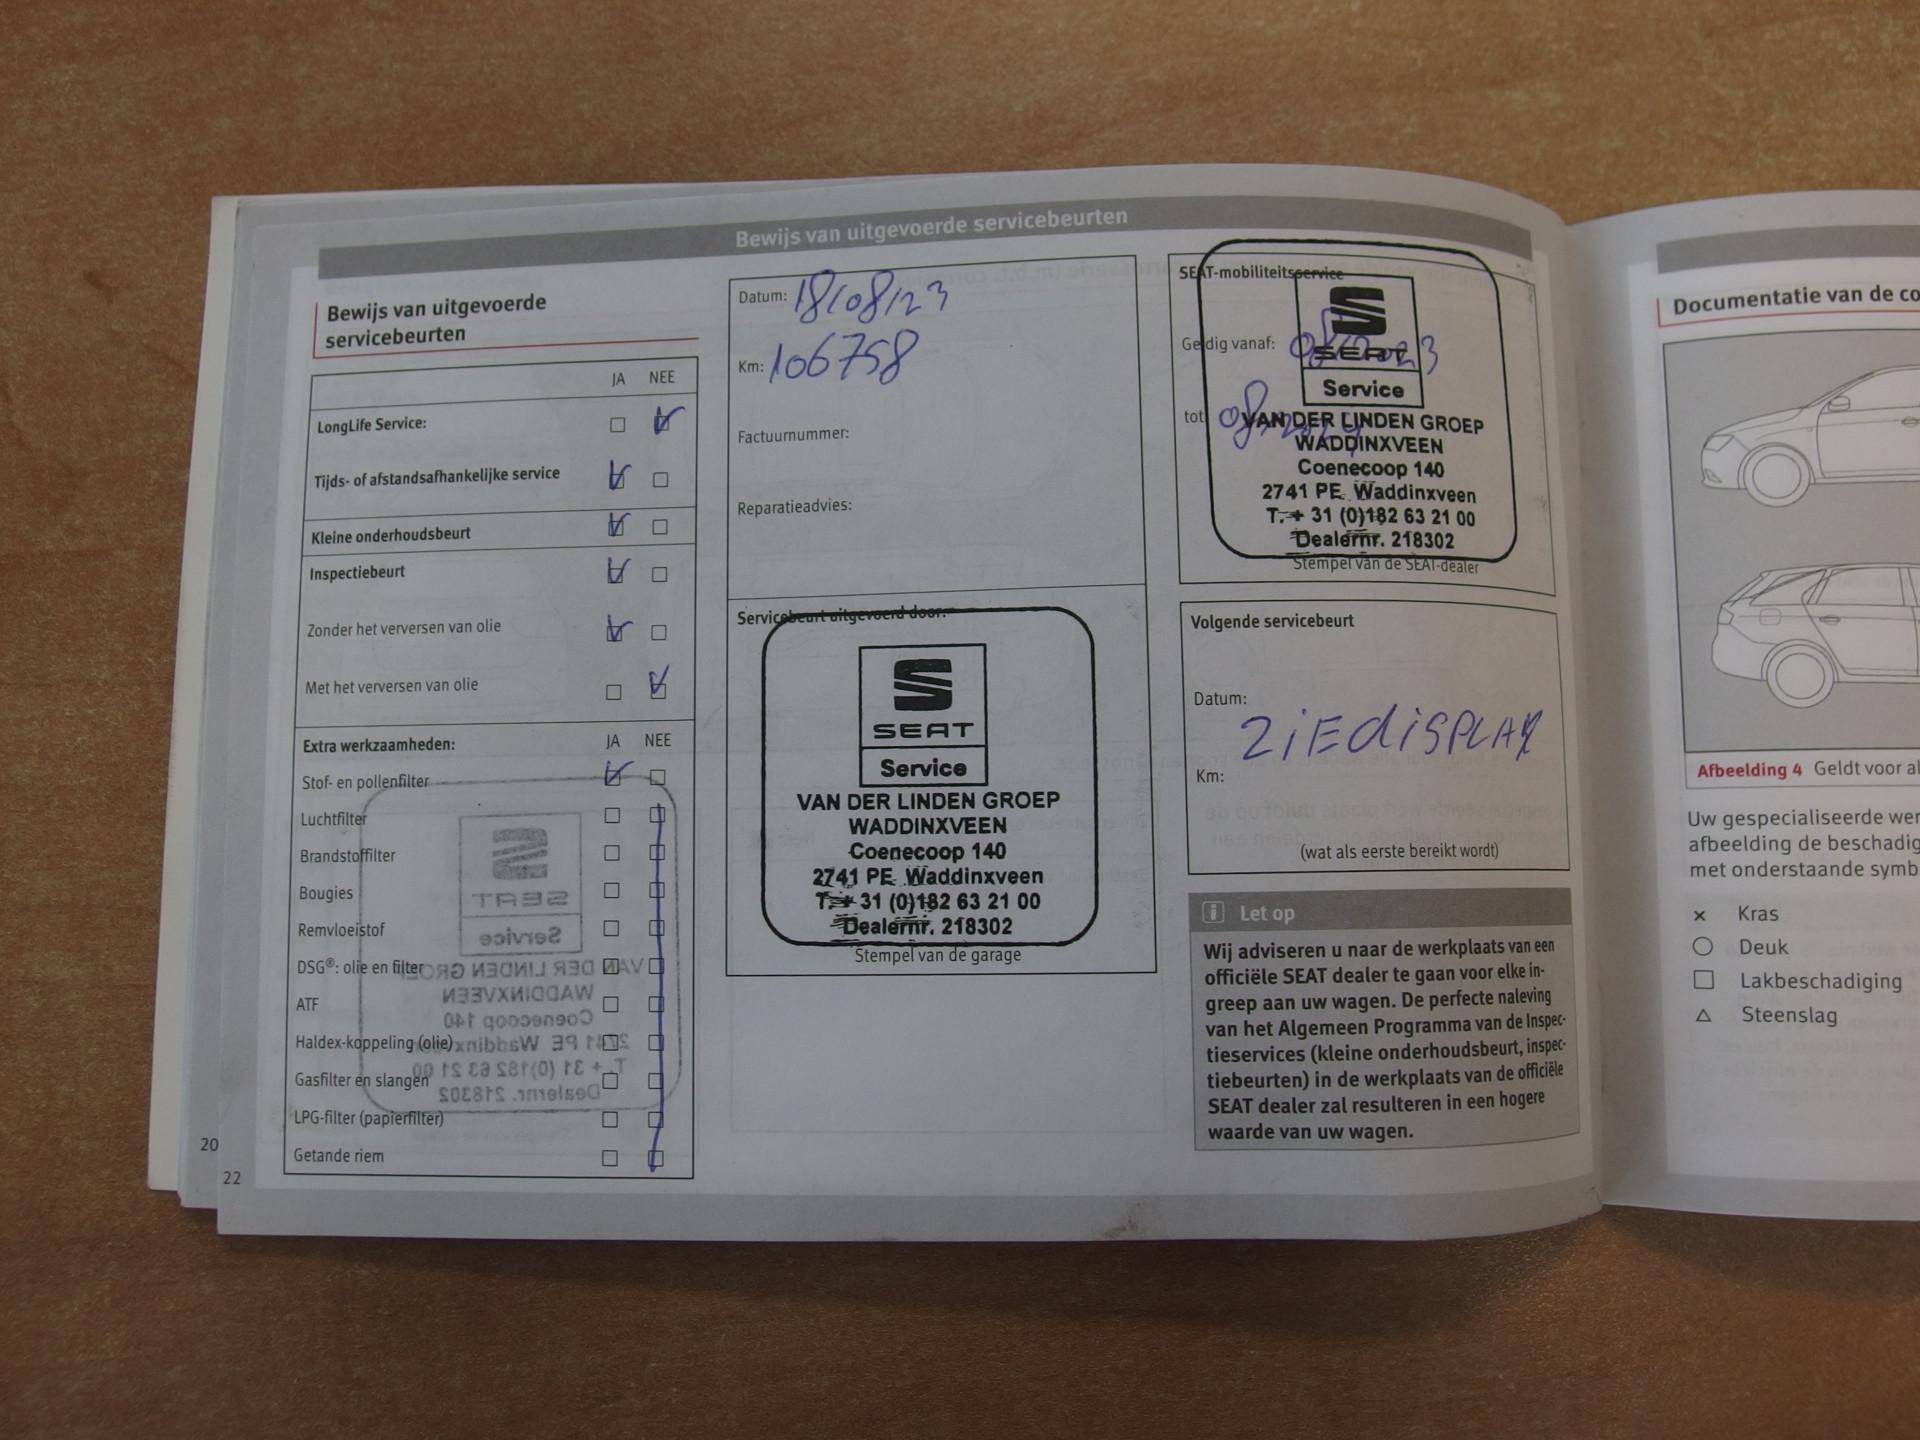 Bewijs van uitgevoerde servicebeurten
Bewijs van uitgevoerde
servicebeurten
JA NEE
LongLife Service:
Tijds- of afstandsafhankelijke service
Kleine onderhoudsbeurt
Inspectiebeurt
Zonder het verversen van olie
Met het verversen van olie
Extra werkzaamheden: JA NEE
Stof- en pollenfilter
Luchtfilter
Brandstoffilter
Bougies
Remvloeistof
DSG®: olie en filter
ATF
Haldex-koppeling (olie)
Gasfilter en slangen
LPG-filter (papierfilter)
Getande riem
20
22
Datum: 18/08/23
Km: 106758
Factuurnummer:
Reparatieadvies:
Servicebeurt uitgevoerd door:
SEAT
Service
VAN DER LINDEN GROEP
WADDINXVEEN
Coenecoop 140
2741 PE Waddinxveen
T. + 31 (0)182 63 21 00
Dealernr. 218302
Stempel van de garage
SEAT-mobiliteitsservice
Geldig vanaf:
tot:
SEAT
Service
VAN DER LINDEN GROEP
WADDINXVEEN
Coenecoop 140
2741 PE Waddinxveen
T. + 31 (0)182 63 21 00
Dealernr. 218302
Stempel van de SEAT-dealer
Volgende servicebeurt
Datum:
ZiE diSPLAY
Km:
(wat als eerste bereikt wordt)
i Let op
Wij adviseren u naar de werkplaats van een
officiële SEAT dealer te gaan voor elke in-
greep aan uw wagen. De perfecte naleving
van het Algemeen Programma van de Inspec-
tieservices (kleine onderhoudsbeurt, inspec-
tiebeurten) in de werkplaats van de officiële
SEAT dealer zal resulteren in een hogere
waarde van uw wagen.
Documentatie van de co
Afbeelding 4 Geldt voor al
Uw gespecialiseerde wer
afbeelding de beschadig
met onderstaande symb
Kras
Deuk
Lakbeschadiging
Steenslag